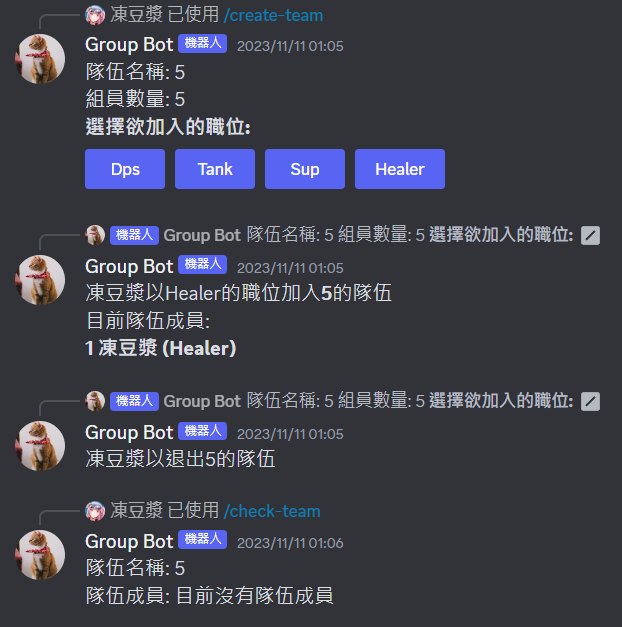 凍豆漿 已使用 /create-team
Group Bot 機器人 2023/11/11 01:05
隊伍名稱: 5
組員數量: 5
選擇欲加入的職位:
Dps Tank Sup Healer
機器人 Group Bot 隊伍名稱: 5 組員數量: 5 選擇欲加入的職位:
Group Bot 機器人 2023/11/11 01:05
凍豆漿以Healer的職位加入5的隊伍
目前隊伍成員:
1 凍豆漿 (Healer)
機器人 Group Bot 隊伍名稱: 5 組員數量: 5 選擇欲加入的職位:
Group Bot 機器人 2023/11/11 01:05
凍豆漿以退出5的隊伍
凍豆漿 已使用 /check-team
Group Bot 機器人 2023/11/11 01:06
隊伍名稱: 5
隊伍成員: 目前沒有隊伍成員